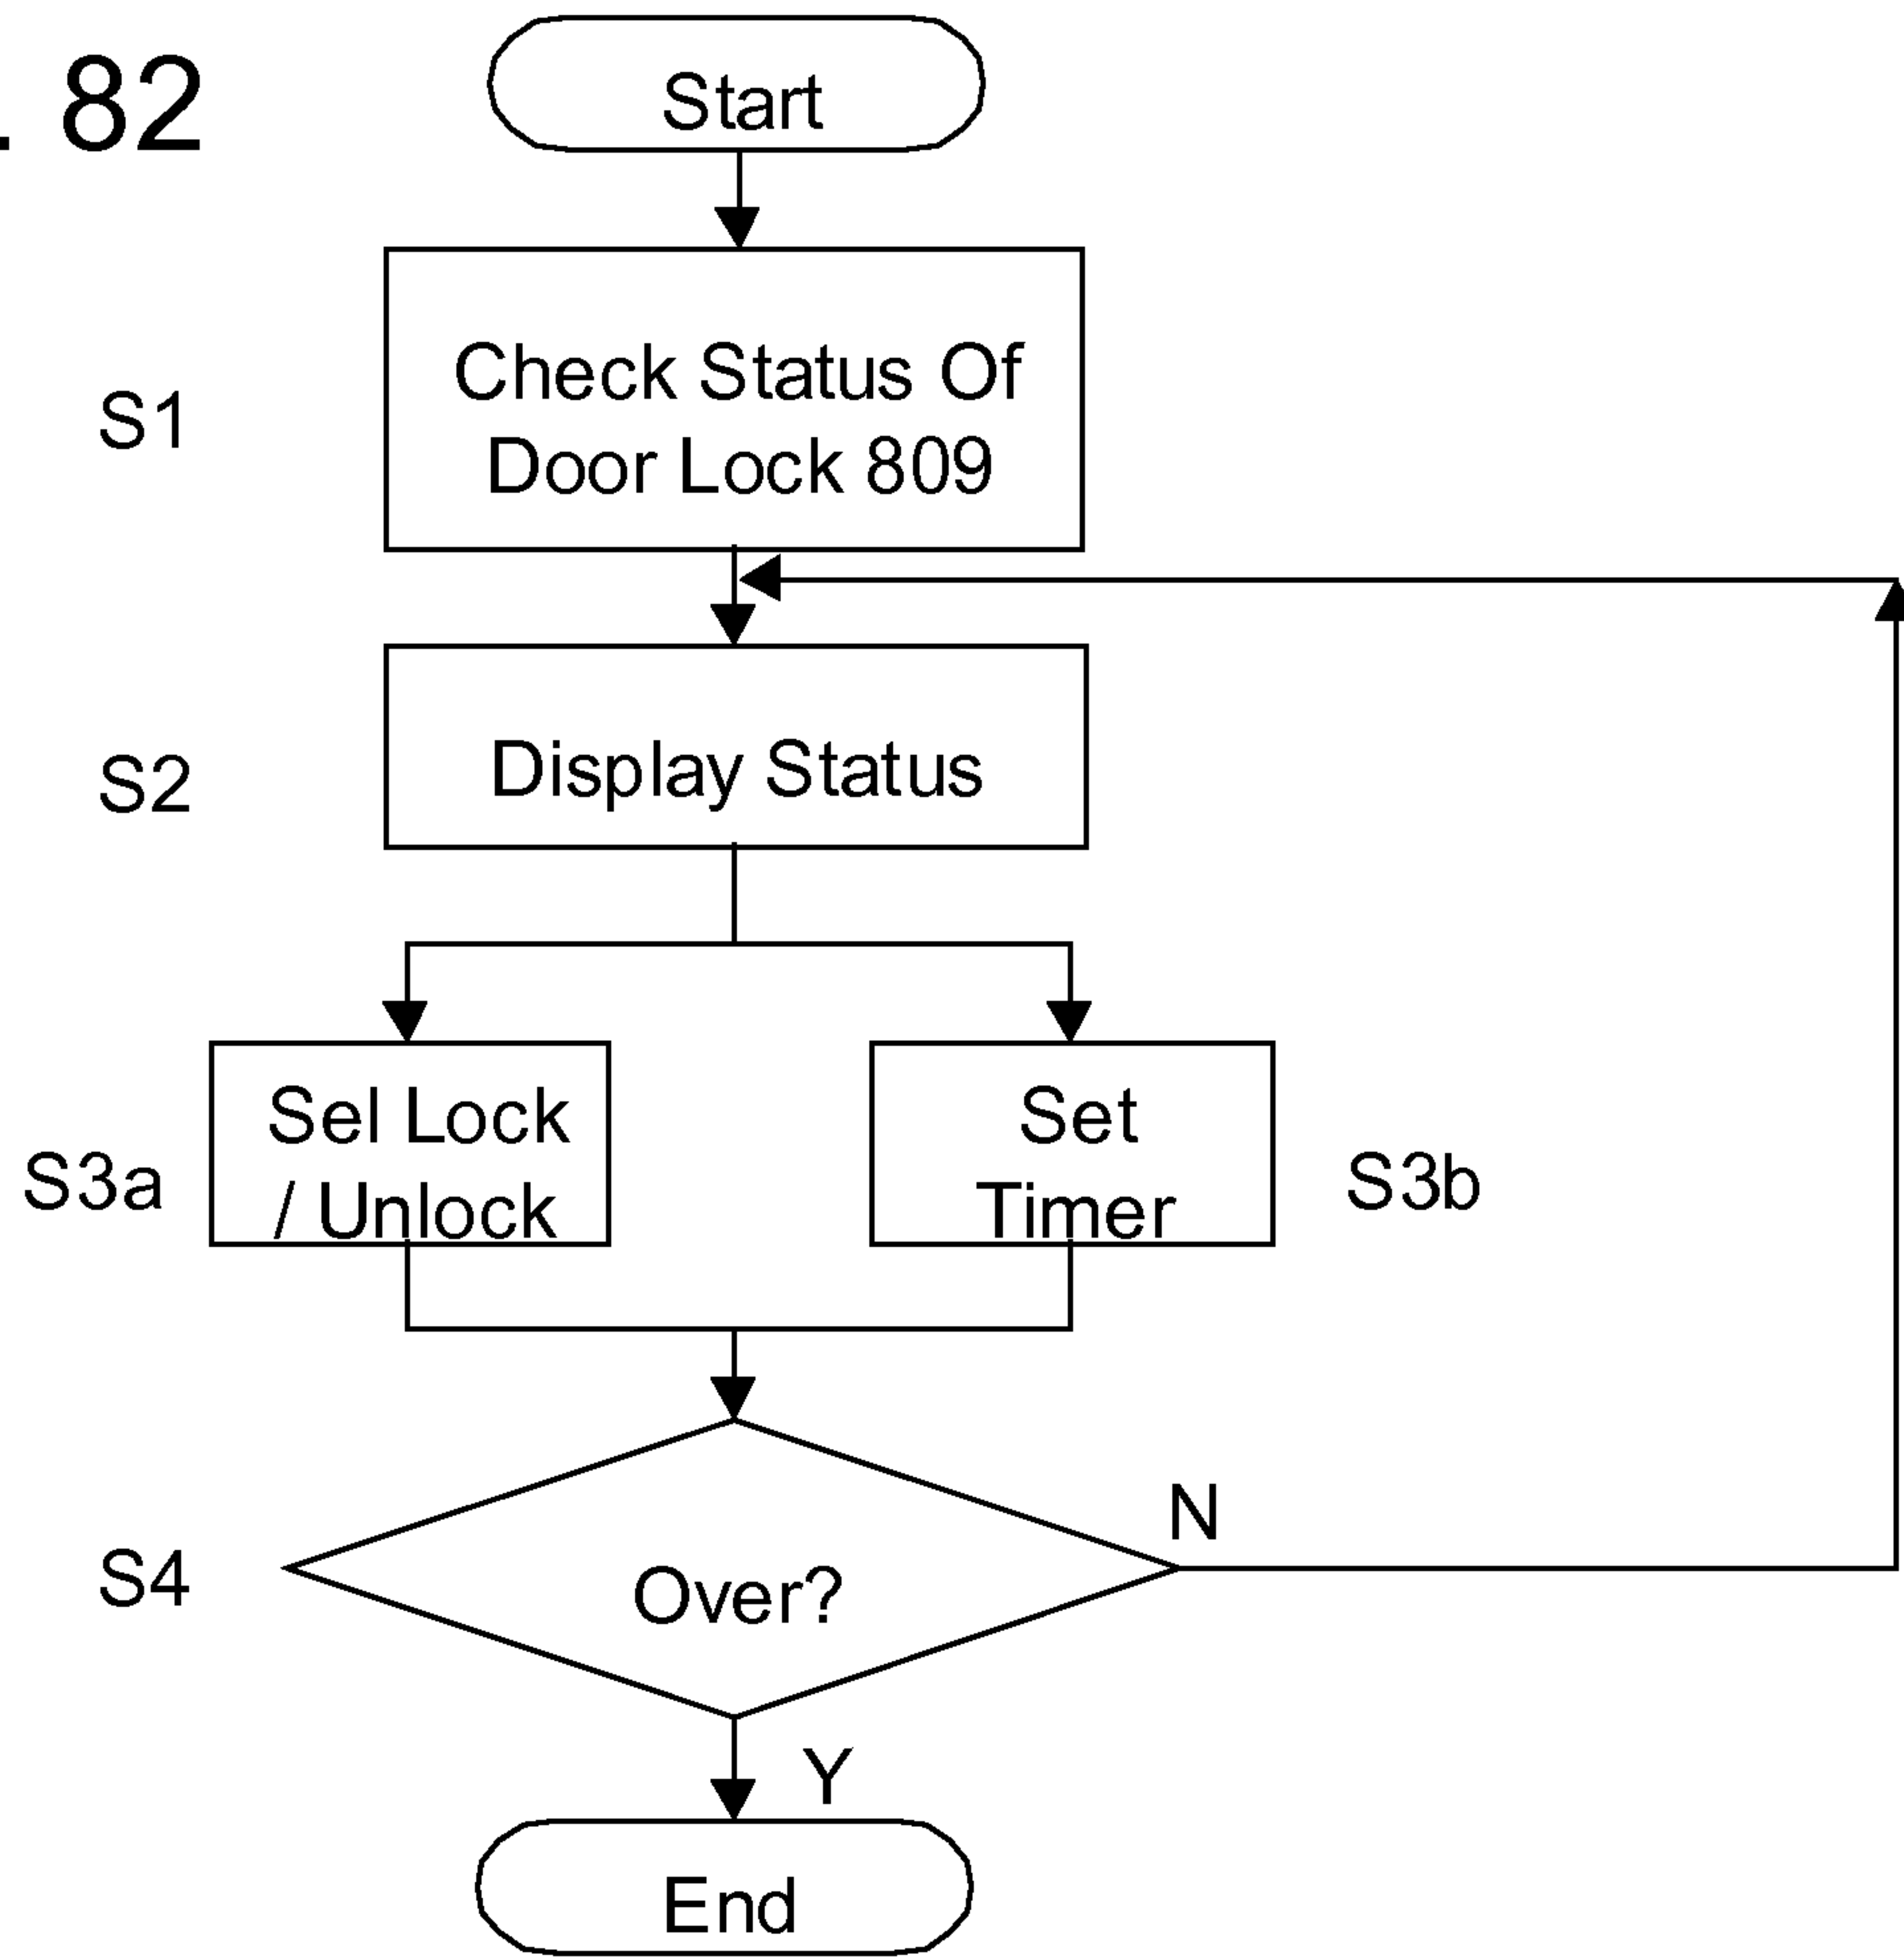 . 82
Start
S1
Check Status Of
Door Lock 809
S2
Display Status
S3a
Sel Lock
/ Unlock
Set
Timer
S3b
S4
Over?
N
Y
End